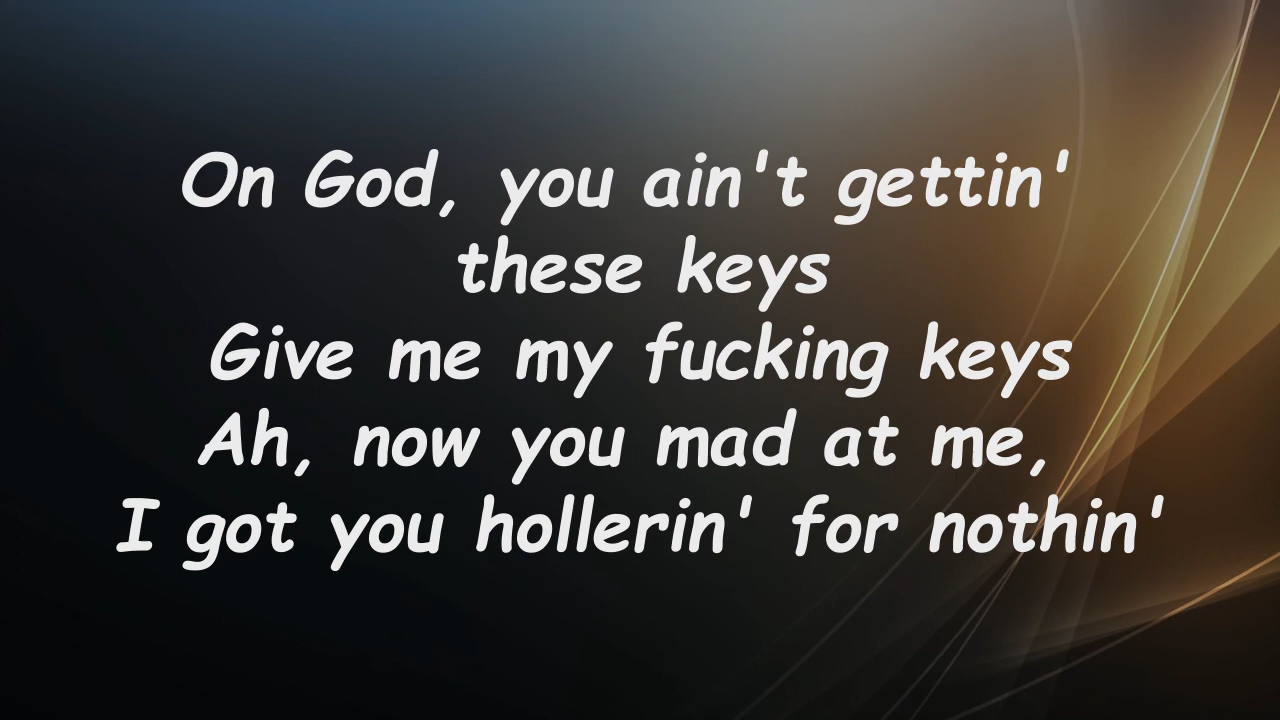 On God, you ain't gettin'
these keys
Give me my fucking keys
Ah, now you mad at me,
I got you hollerin' for nothin'